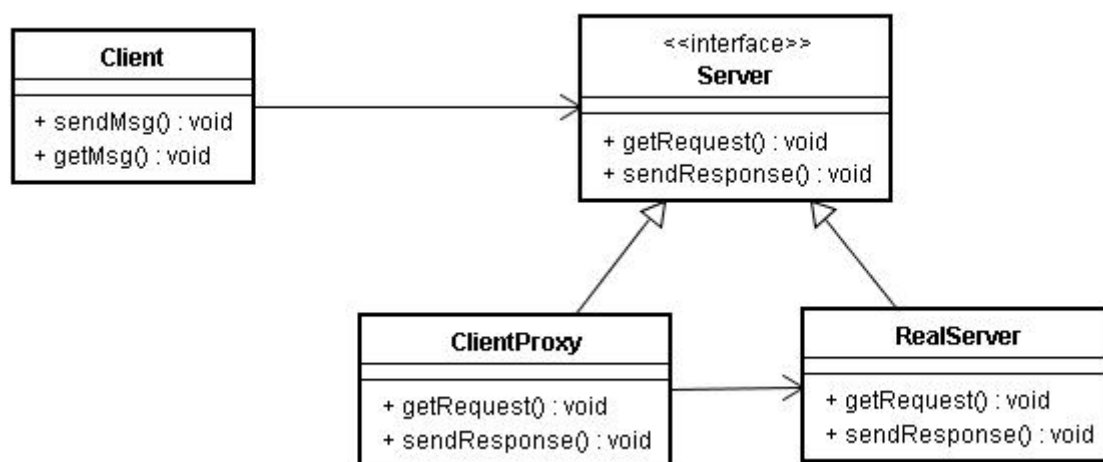 Client
+ sendMsg() : void
+ getMsg() : void
<<interface>>
Server
+ getRequest() : void
+ sendResponse() : void
ClientProxy
+ getRequest() : void
+ sendResponse() : void
RealServer
+ getRequest() : void
+ sendResponse() : void